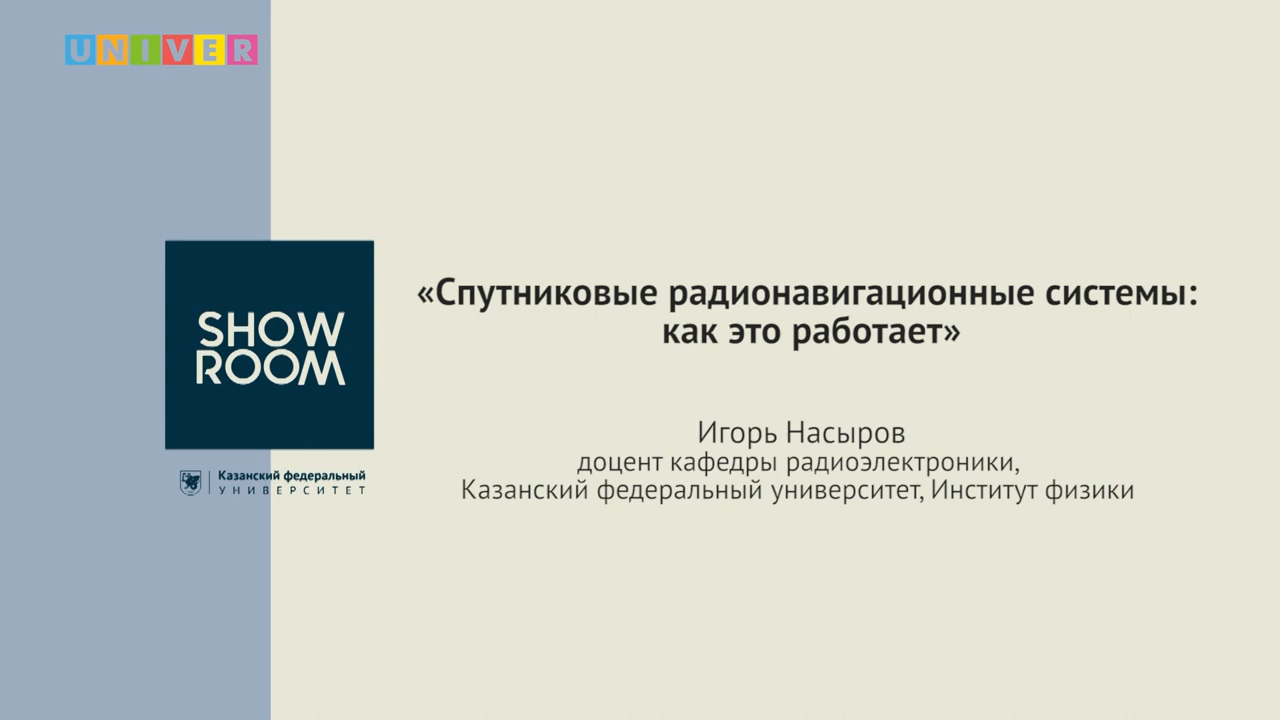 UNIVER
SHOW
ROOM
Казанский федеральный
УНИВЕРСИТЕТ
«Спутниковые радионавигационные системы:
как это работает»
Игорь Насыров
доцент кафедры радиоэлектроники,
Казанский федеральный университет, Институт физики